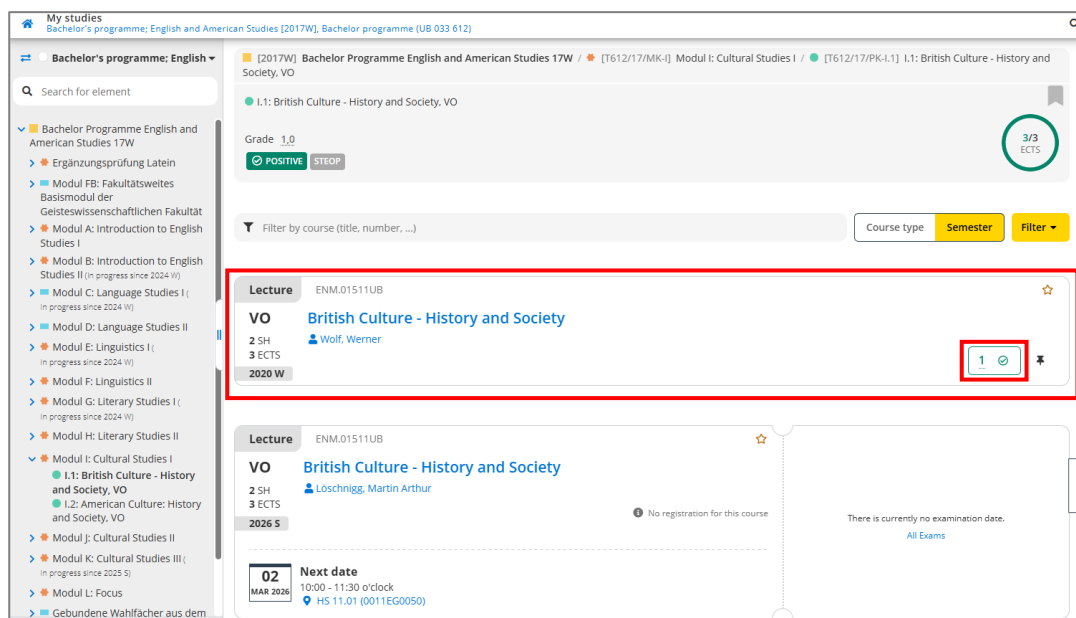 My studies
Bachelor's programme; English and American Studies [2017W], Bachelor programme (UB 033 612)
Bachelor's programme; English
Search for element
Bachelor Programme English and
American Studies 17W
Ergänzungsprüfung Latein
Modul FB: Fakultätsweites
Basismodul der
Geisteswissenschaftlichen Fakultät
Modul A: Introduction to English
Studies I
Modul B: Introduction to English
Studies II (In progress since 2024 W)
Modul C: Language Studies I (
In progress since 2024 W)
Modul D: Language Studies II
Modul E: Linguistics I (
In progress since 2024 W)
Modul F: Linguistics II
Modul G: Literary Studies I (
In progress since 2024 W)
Modul H: Literary Studies II
Modul I: Cultural Studies I
I.1: British Culture - History
and Society, VO
I.2: American Culture: History
and Society, VO
Modul J: Cultural Studies II
Modul K: Cultural Studies III (
In progress since 2025 S)
Modul L: Focus
Gebundene Wahlfächer aus dem
[2017W] Bachelor Programme English and American Studies 17W / [T612/17/MK-I] Modul I: Cultural Studies I / [T612/17/PK-I.1] I.1: British Culture - History and
Society, VO
I.1: British Culture - History and Society, VO
Grade 1,0
POSITIVE STEOP
3/3
ECTS
Filter by course (title, number, ...)
Course type Semester Filter
Lecture ENM.01511UB
VO British Culture - History and Society
2 SH Wolf, Werner
3 ECTS
1
2020 W
Lecture ENM.01511UB
VO British Culture - History and Society
2 SH Löschnigg, Martin Arthur
3 ECTS
No registration for this course
2026 S
There is currently no examination date.
All Exams
02 Next date
MAR 2026 10:00 - 11:30 o'clock
HS 11.01 (0011EG0050)